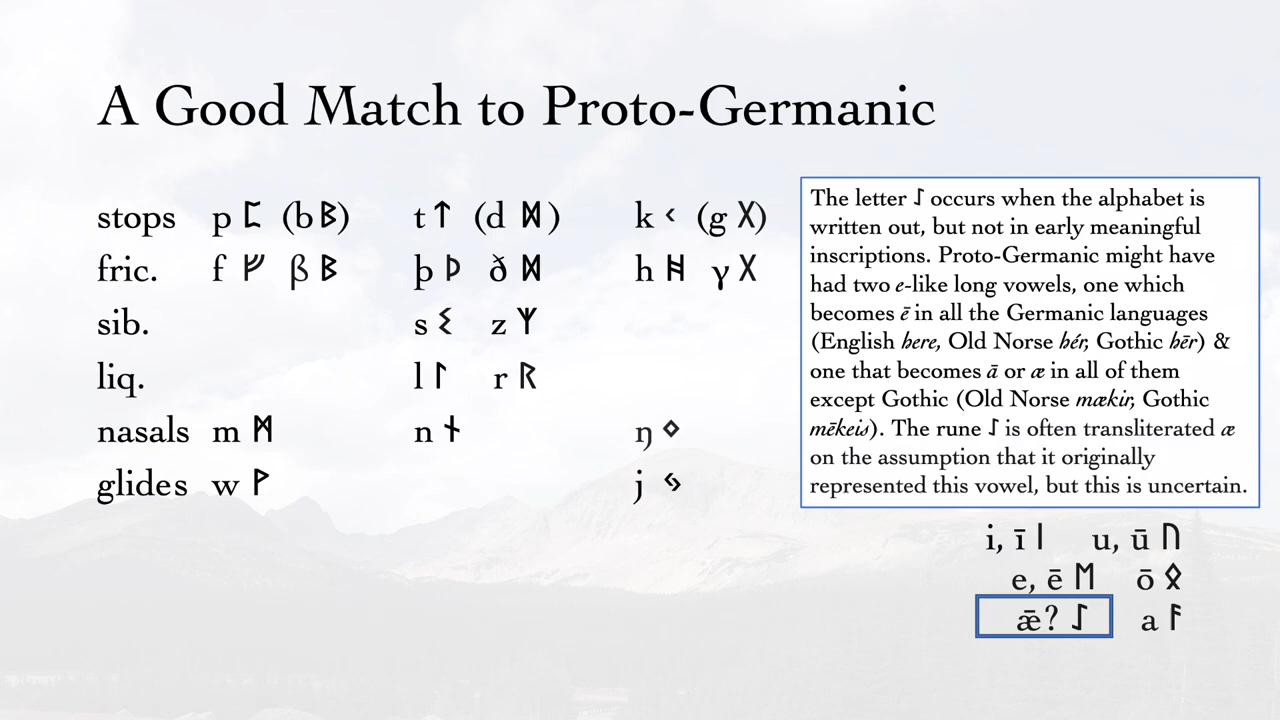 A Good Match to Proto-Germanic
stops p ᛈ (b ᛒ) t ᛏ (d ᛞ) k ᚲ (g ᚷ)
fric. f ᚠ β ᛒ þ ᚦ ð ᛞ h ᚺ γ ᚷ
sib. s ᛊ z ᛉ
liq. l ᛚ r ᚱ
nasals m ᛗ n ᚾ ŋ ᛜ
glides w ᚹ j ᛃ
The letter ᛇ occurs when the alphabet is
written out, but not in early meaningful
inscriptions. Proto-Germanic might have
had two e-like long vowels, one which
becomes ē in all the Germanic languages
(English here, Old Norse hér, Gothic hēr) &
one that becomes ā or æ in all of them
except Gothic (Old Norse mækir, Gothic
mēkeis). The rune ᛇ is often transliterated æ
on the assumption that it originally
represented this vowel, but this is uncertain.
i, ī ᛁ u, ū ᚢ
e, ē ᛖ ō ᛟ
ǣ? ᛇ a ᚨ